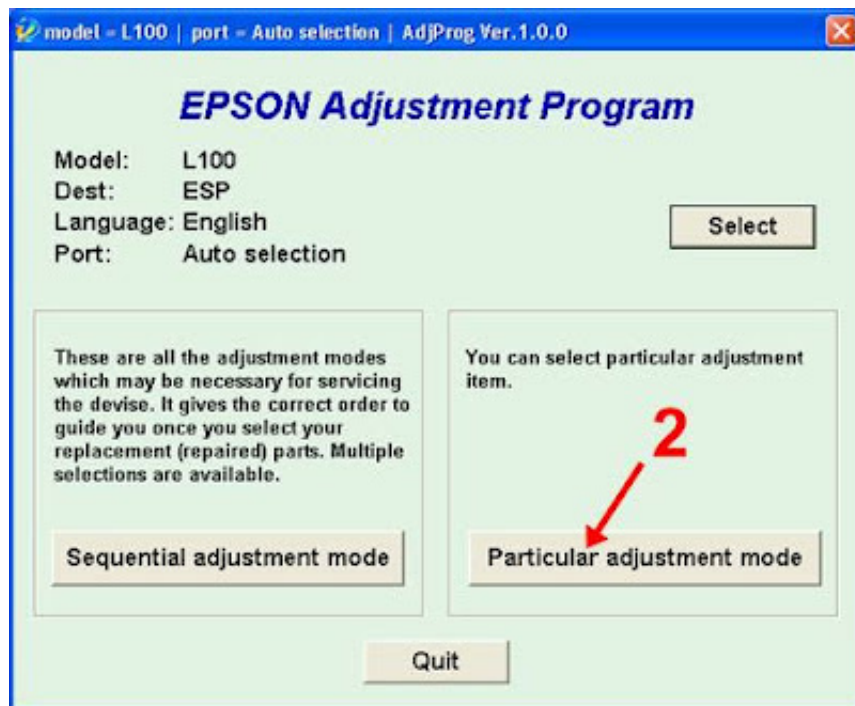 model = L100 | port = Auto selection | AdjProg Ver.1.0.0
EPSON Adjustment Program
Model: L100
Dest: ESP
Language: English
Port: Auto selection
Select
These are all the adjustment modes
which may be necessary for servicing
the devise. It gives the correct order to
guide you once you select your
replacement (repaired) parts. Multiple
selections are available.
Sequential adjustment mode
You can select particular adjustment
item.
2
Particular adjustment mode
Quit